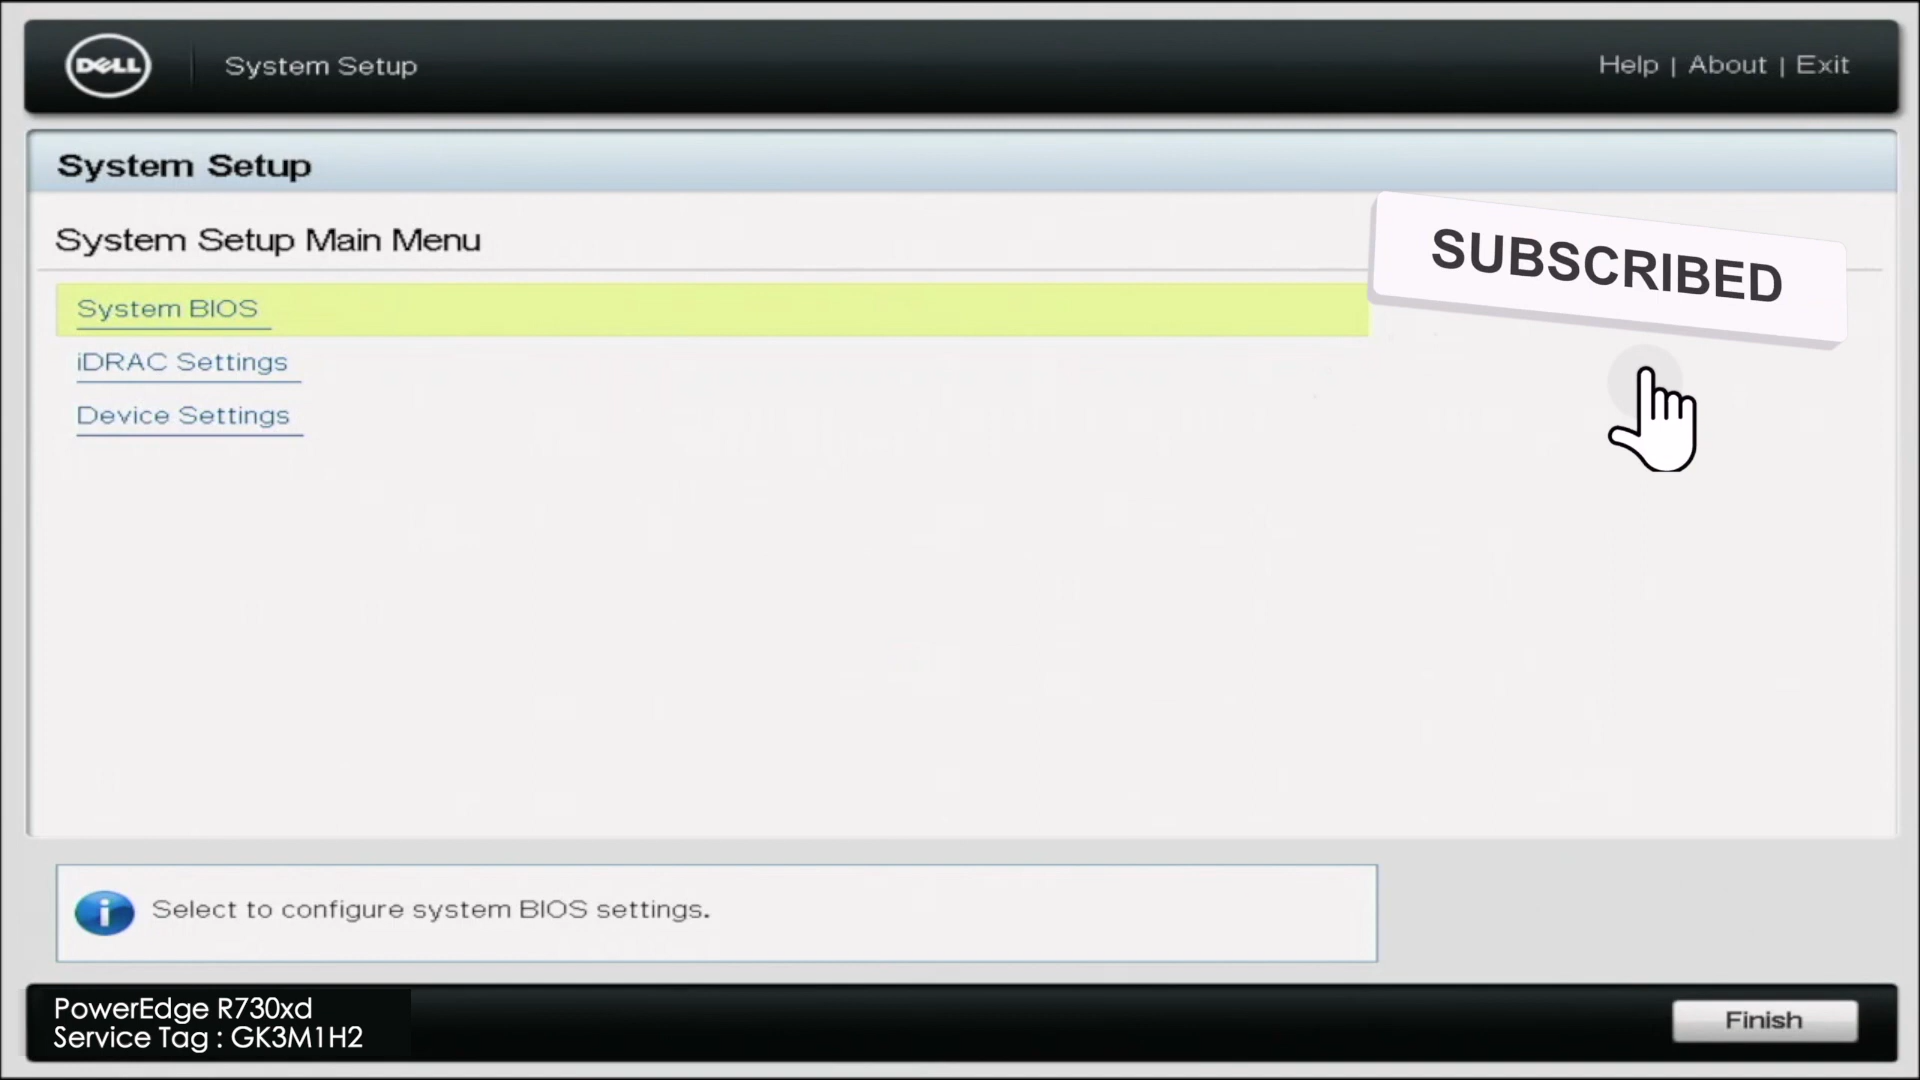 DELL
System Setup
Help | About | Exit
System Setup
System Setup Main Menu
SUBSCRIBED
System BIOS
iDRAC Settings
Device Settings
i Select to configure system BIOS settings.
PowerEdge R730xd
Service Tag : GK3M1H2
Finish